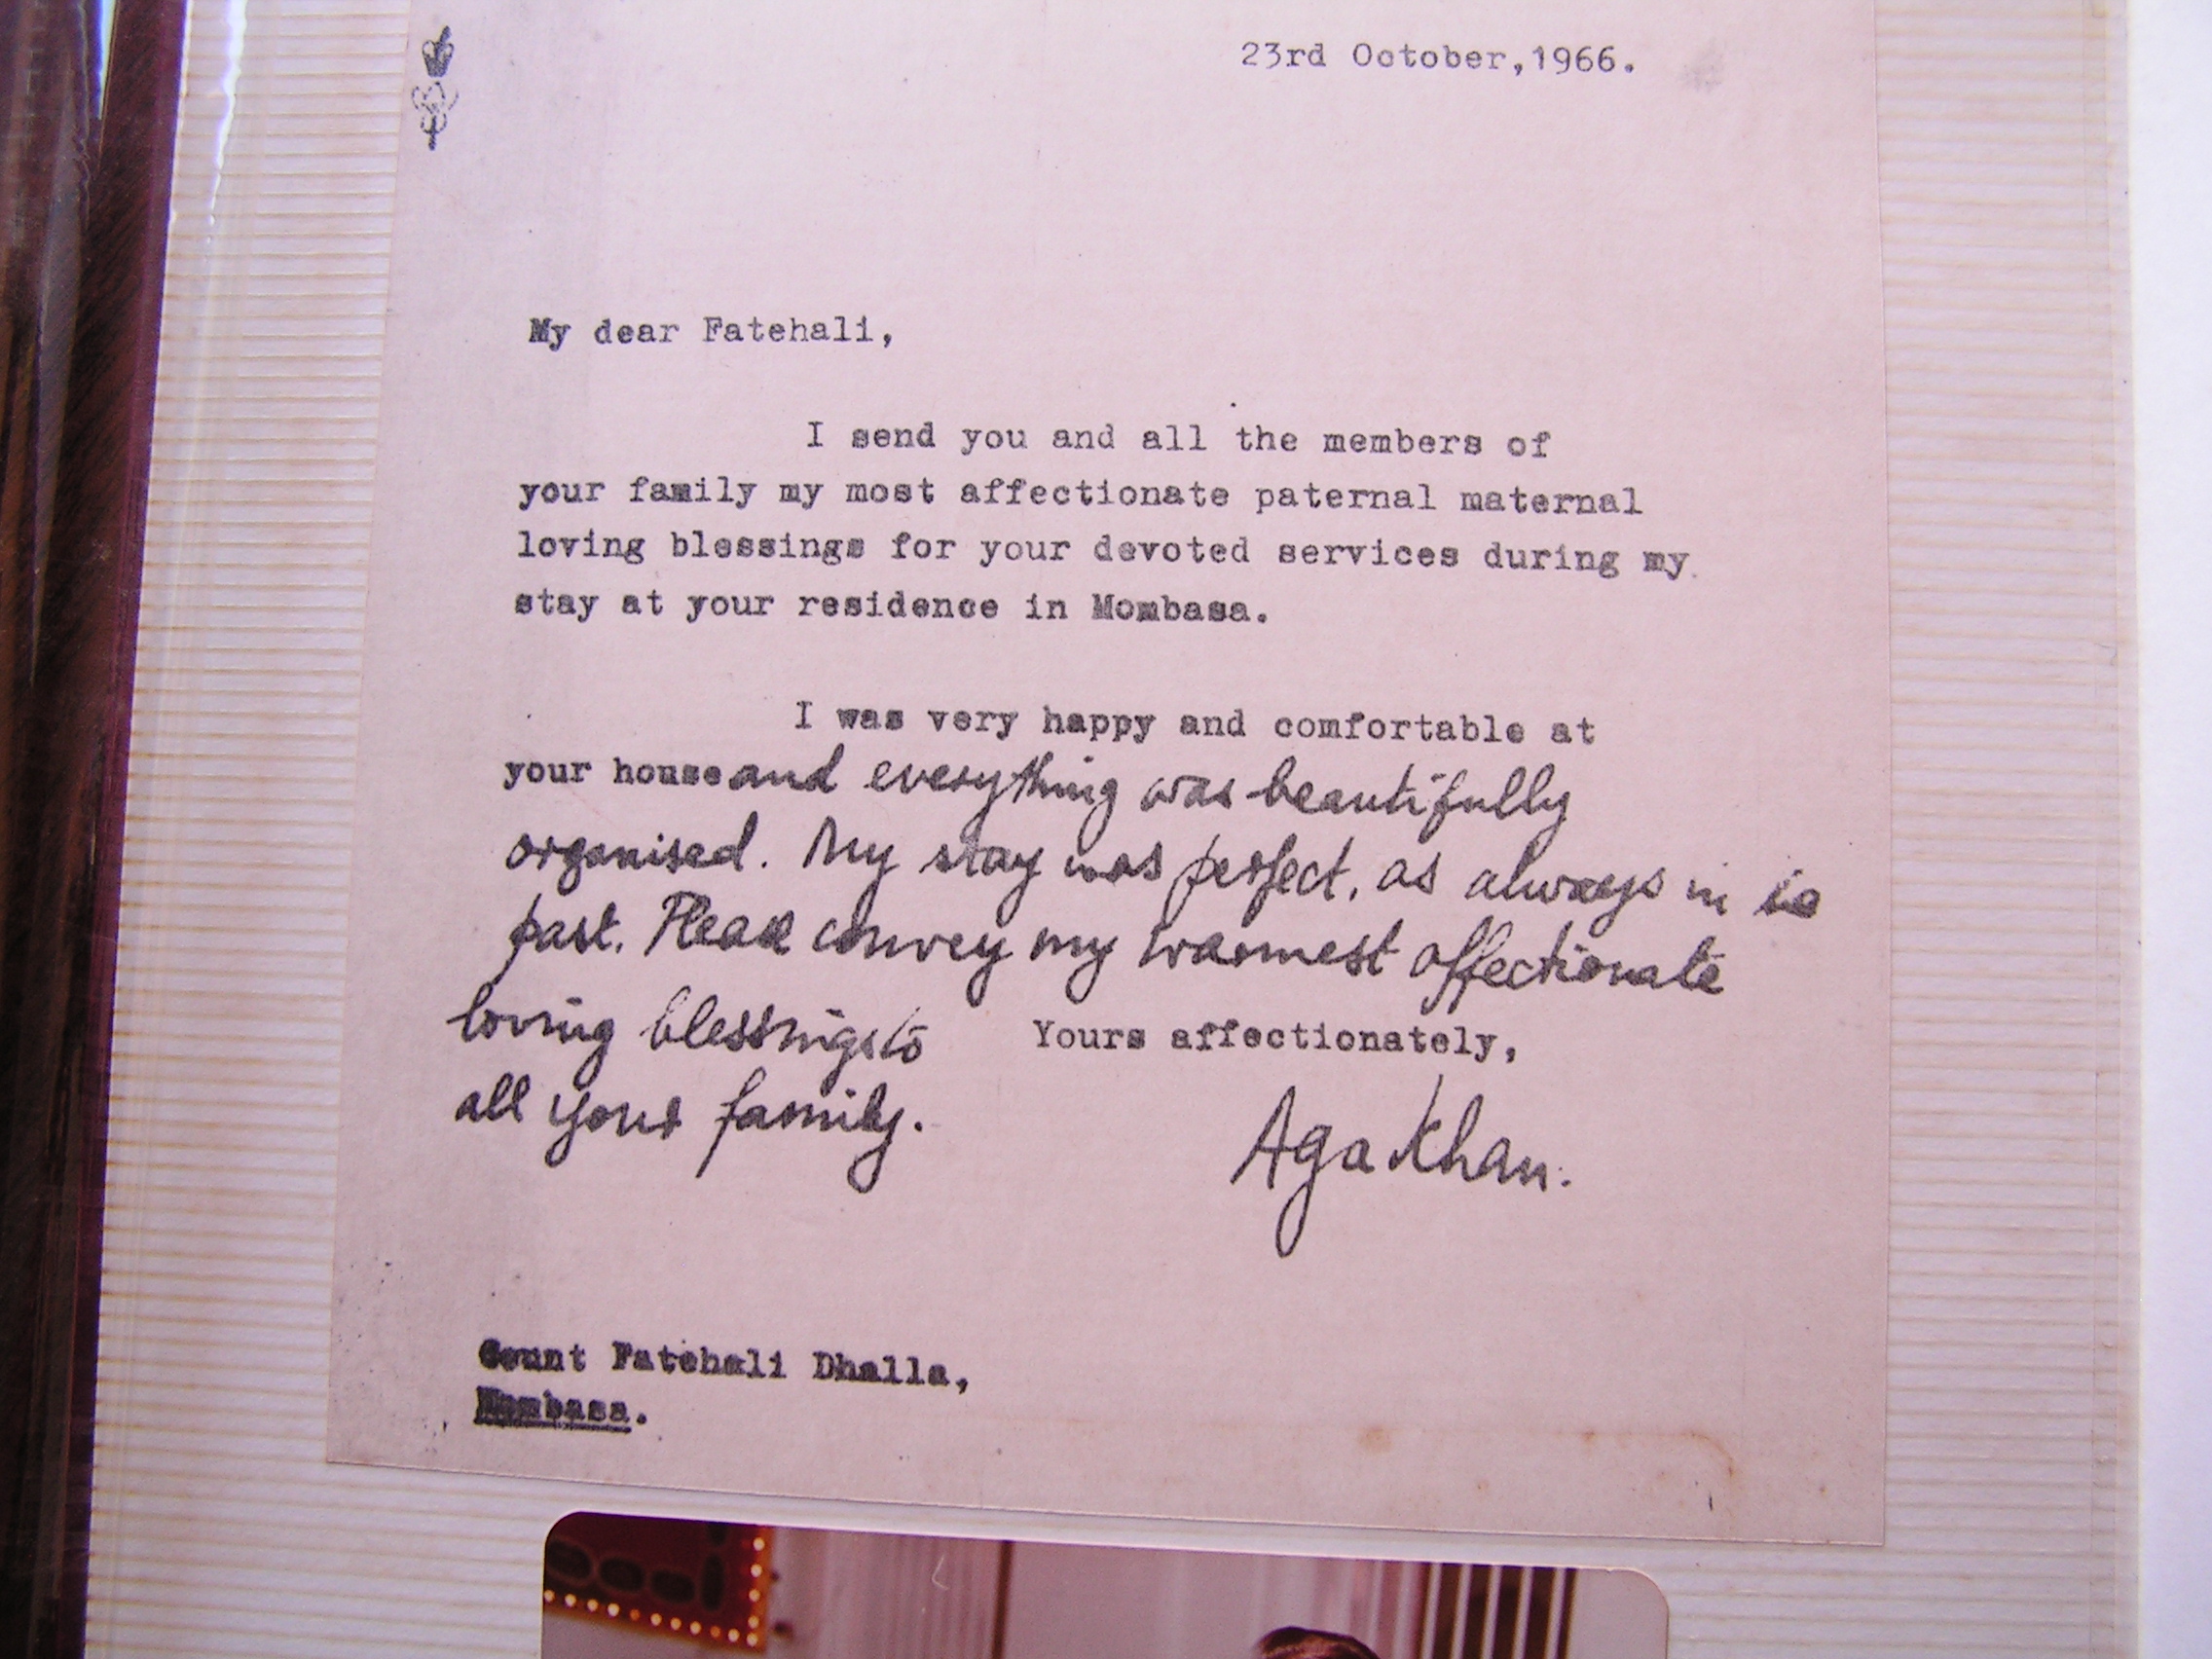 23rd October,1966.
My dear Fatehali,
I send you and all the members of
your family my most affectionate paternal maternal
loving blessings for your devoted services during my
stay at your residence in Mombasa.
I was very happy and comfortable at
your house and everything was beautifully
organised. My stay was perfect, as always in
past. Please convey my warmest affectionate
loving blessings to
all your family.
Yours affectionately,
Aga Khan.
Count Fatehali Dhalla,
Mombasa.